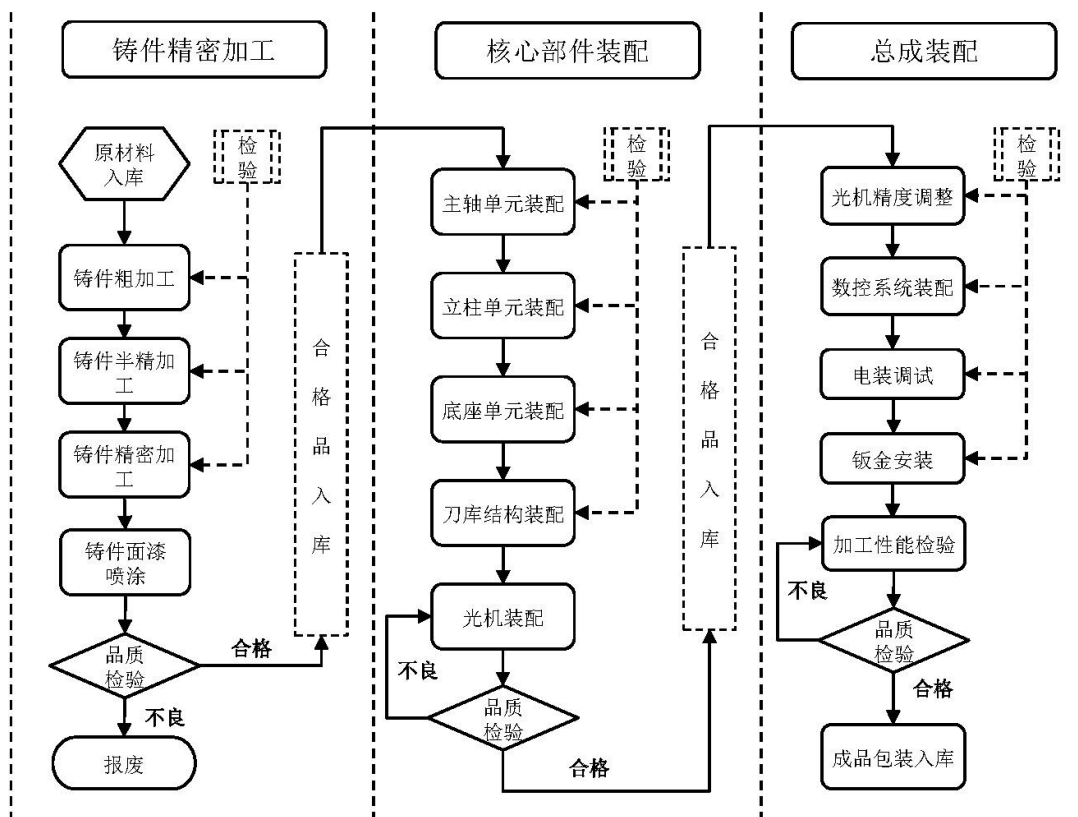 铸件精密加工
原材料
入库
检
验
铸件粗加工
铸件半精加
工
铸件精密加
工
铸件面漆
喷涂
品质
检验
合格
不良
报废
合
格
品
入
库
核心部件装配
检
验
主轴单元装配
立柱单元装配
底座单元装配
刀库结构装配
光机装配
不良
品质
检验
合格
合
格
品
入
库
总成装配
检
验
光机精度调整
数控系统装配
电装调试
钣金安装
加工性能检验
不良
品质
检验
合格
成品包装入库